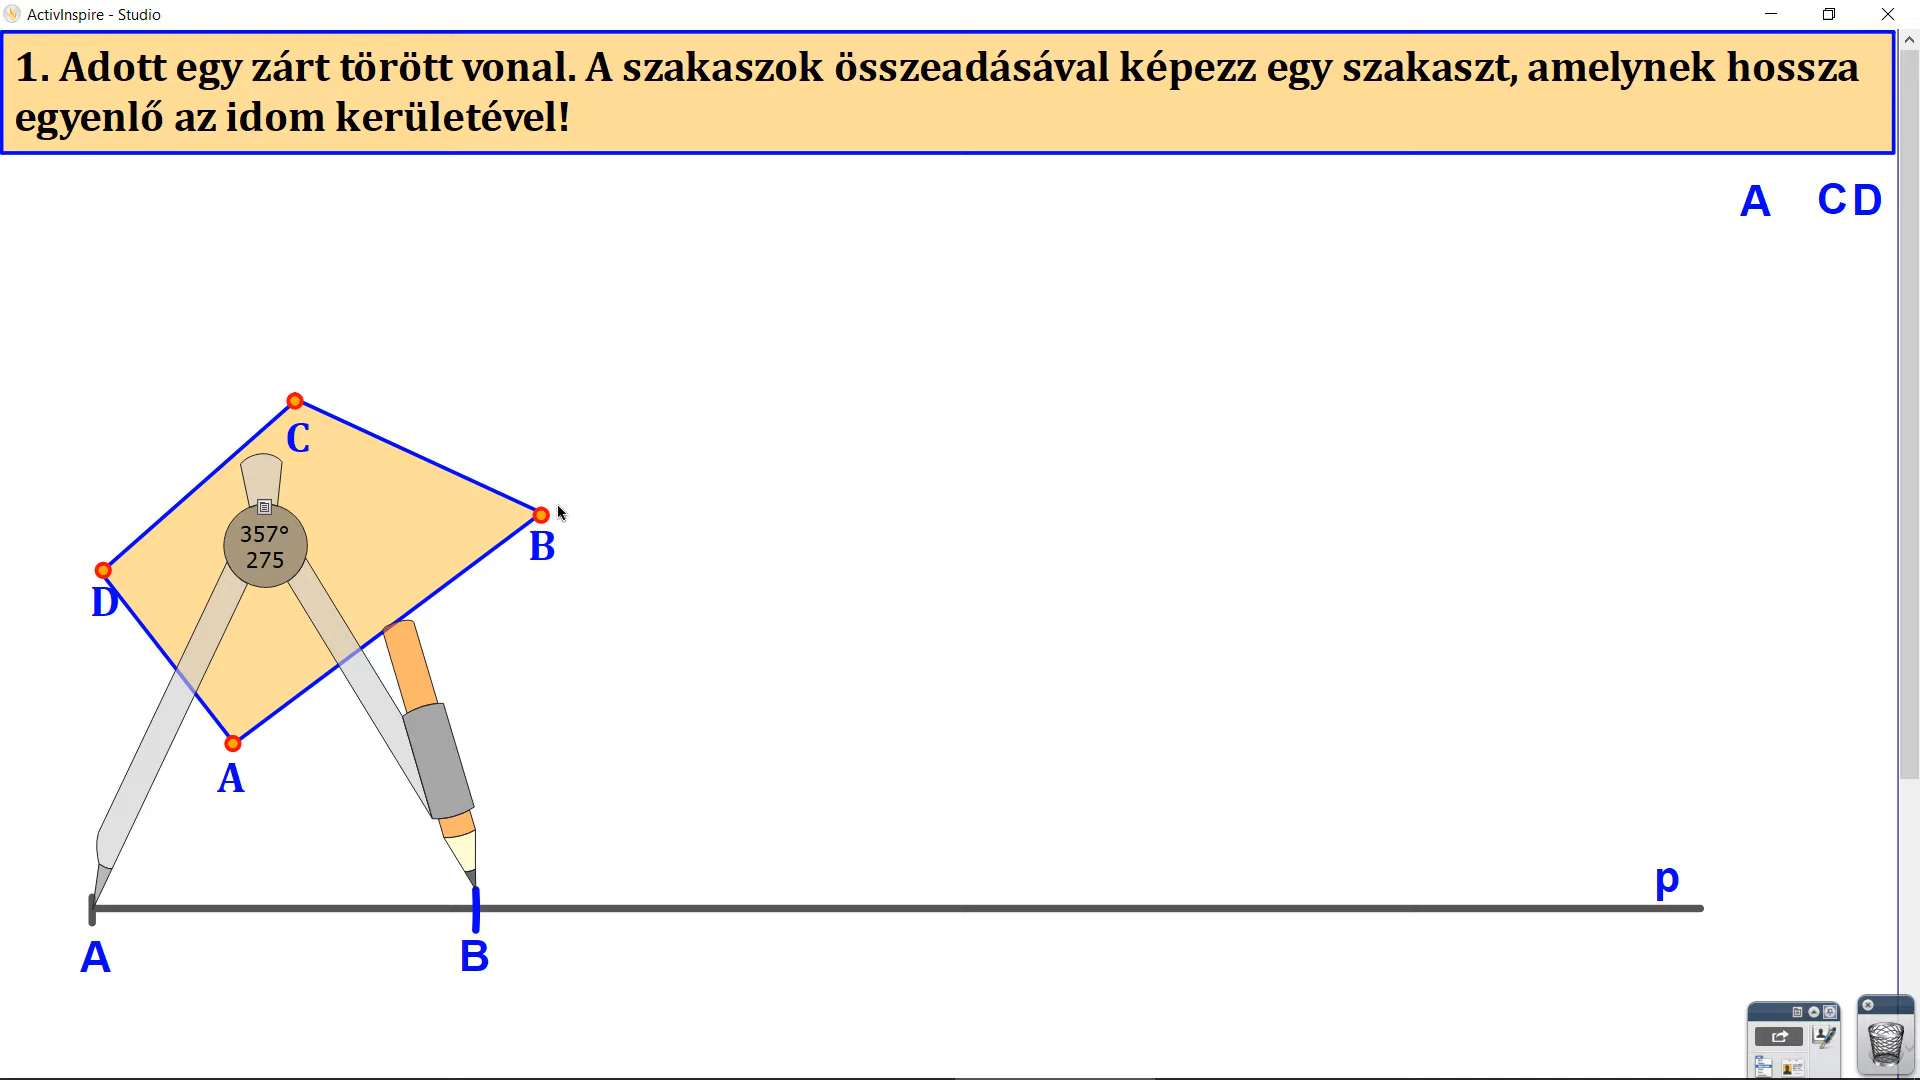 ActivInspire - Studio
1. Adott egy zárt törött vonal. A szakaszok összeadásával képezz egy szakaszt, amelynek hossza
egyenlő az idom kerületével!
A C D
C
357°
275
B
D
A
p
A B